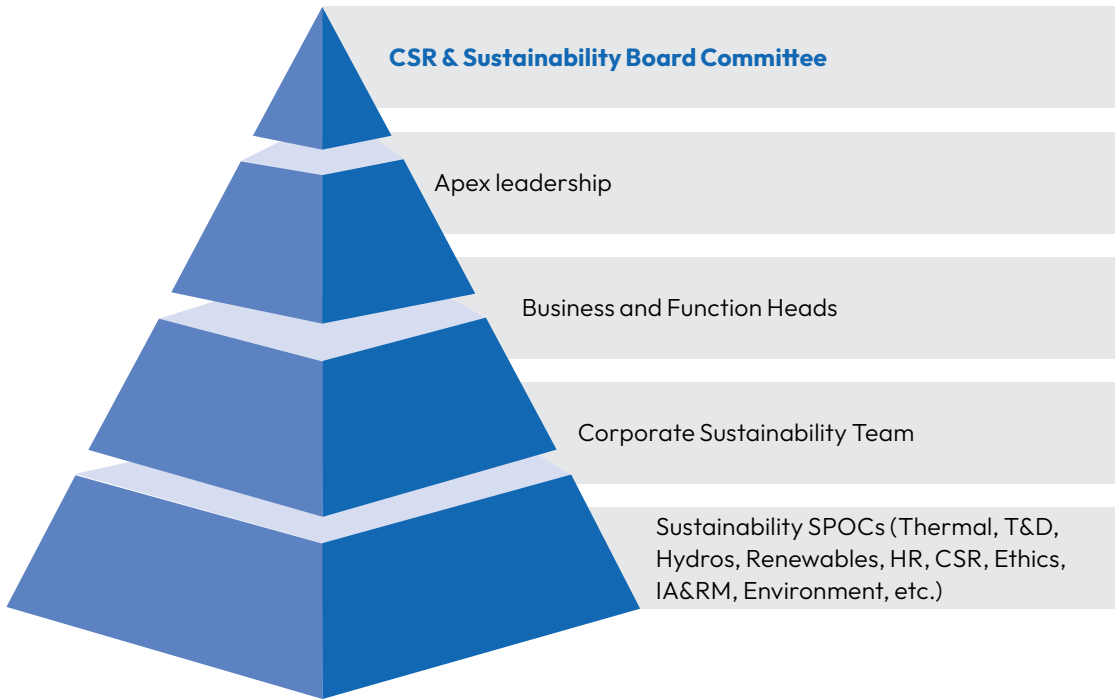 CSR & Sustainability Board Committee
Apex leadership
Business and Function Heads
Corporate Sustainability Team
Sustainability SPOCs (Thermal, T&D,
Hydros, Renewables, HR, CSR, Ethics,
IA&RM, Environment, etc.)